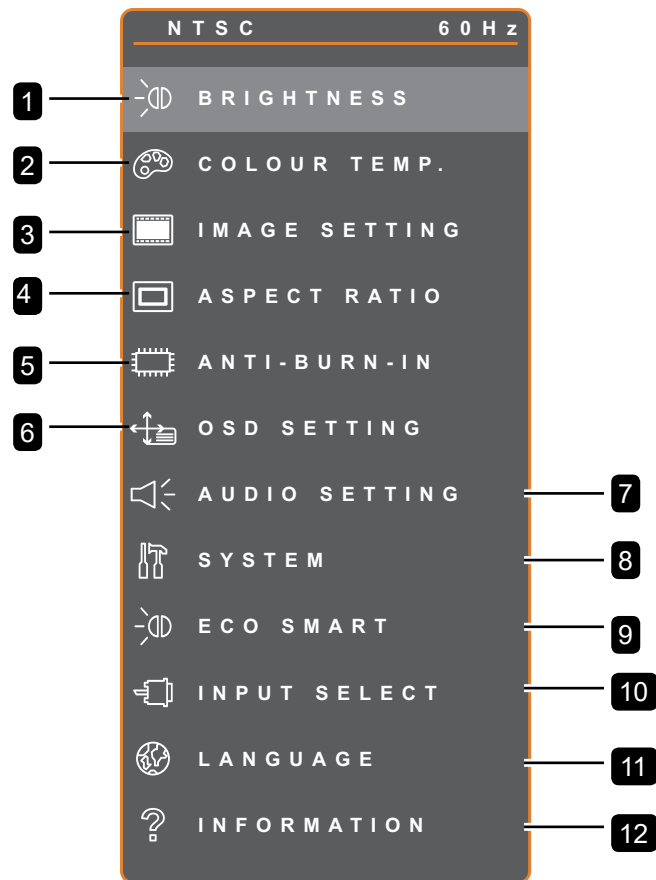 NTSC 60Hz
1 BRIGHTNESS
2 COLOUR TEMP.
3 IMAGE SETTING
4 ASPECT RATIO
5 ANTI-BURN-IN
6 OSD SETTING
AUDIO SETTING 7
SYSTEM 8
ECO SMART 9
INPUT SELECT 10
LANGUAGE 11
INFORMATION 12